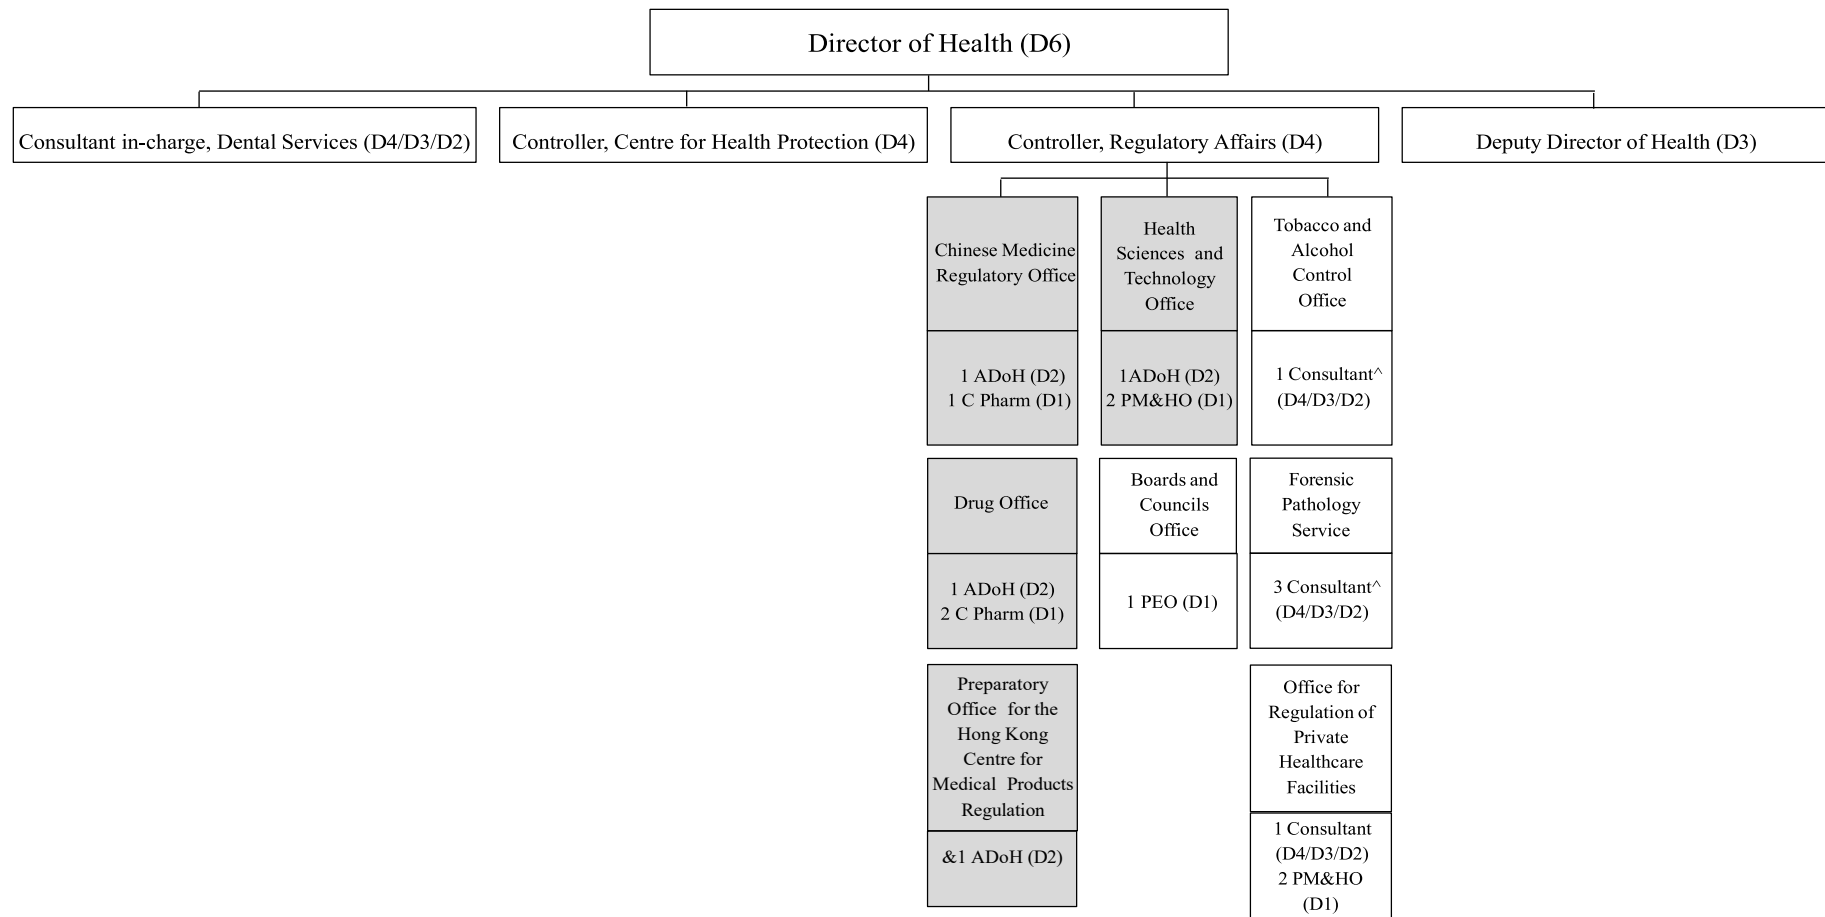 Director of Health (D6)
Consultant in-charge, Dental Services (D4/D3/D2)
Controller, Centre for Health Protection (D4)
Controller, Regulatory Affairs (D4)
Deputy Director of Health (D3)
Chinese Medicine
Regulatory Office
1 ADoH (D2)
1 C Pharm (D1)
Health
Sciences and
Technology
Office
1ADoH (D2)
2 PM&HO (D1)
Tobacco and
Alcohol
Control
Office
1 Consultant^
(D4/D3/D2)
Drug Office
1 ADoH (D2)
2 C Pharm (D1)
Boards and
Councils
Office
1 PEO (D1)
Forensic
Pathology
Service
3 Consultant^
(D4/D3/D2)
Preparatory
Office for the
Hong Kong
Centre for
Medical Products
Regulation
&1 ADoH (D2)
Office for
Regulation of
Private
Healthcare
Facilities
1 Consultant
(D4/D3/D2)
2 PM&HO
(D1)